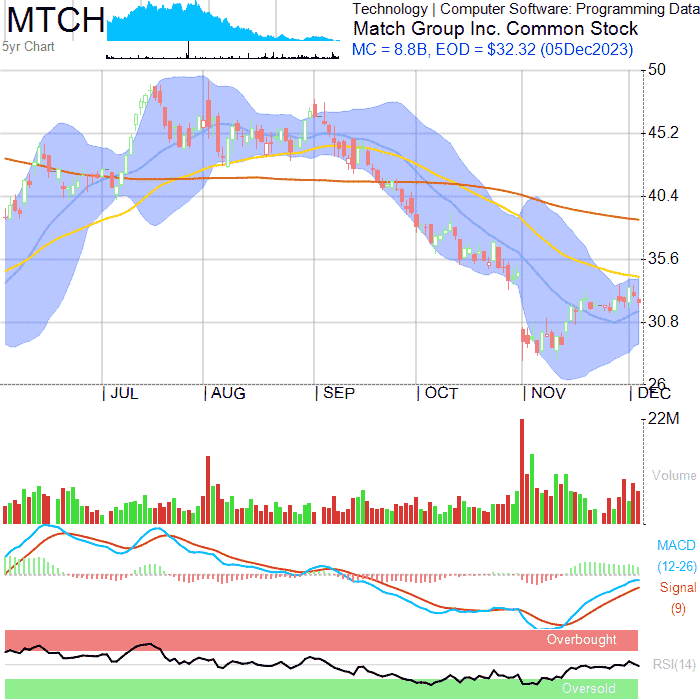 MTCH
5yr Chart
Technology | Computer Software: Programming Data
Match Group Inc. Common Stock
MC = 8.8B, EOD = $32.32 (05Dec2023)
50
45.2
40.4
35.6
30.8
26
JUL
AUG
SEP
OCT
NOV
DEC
22M
Volume
MACD
(12-26)
Signal
(9)
Overbought
RSI(14)
Oversold